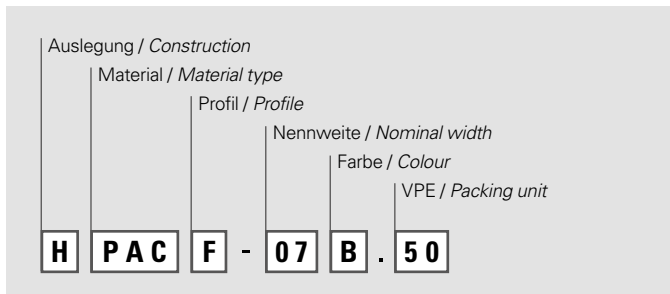 Auslegung / Construction
Material / Material type
Profil / Profile
Nennweite / Nominal width
Farbe / Colour
VPE / Packing unit
H PAC F - 07 B . 50